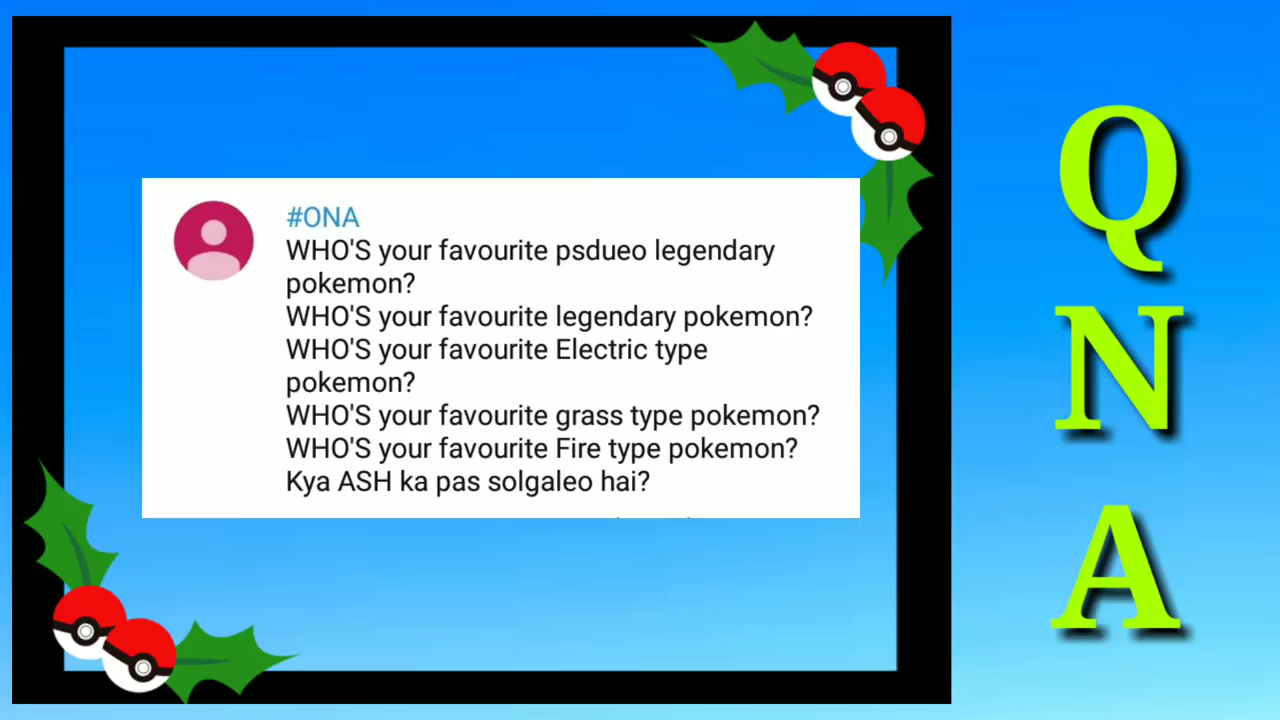 #ONA
WHO'S your favourite psdueo legendary
pokemon?
WHO'S your favourite legendary pokemon?
WHO'S your favourite Electric type
pokemon?
WHO'S your favourite grass type pokemon?
WHO'S your favourite Fire type pokemon?
Kya ASH ka pas solgaleo hai?
Q
N
A